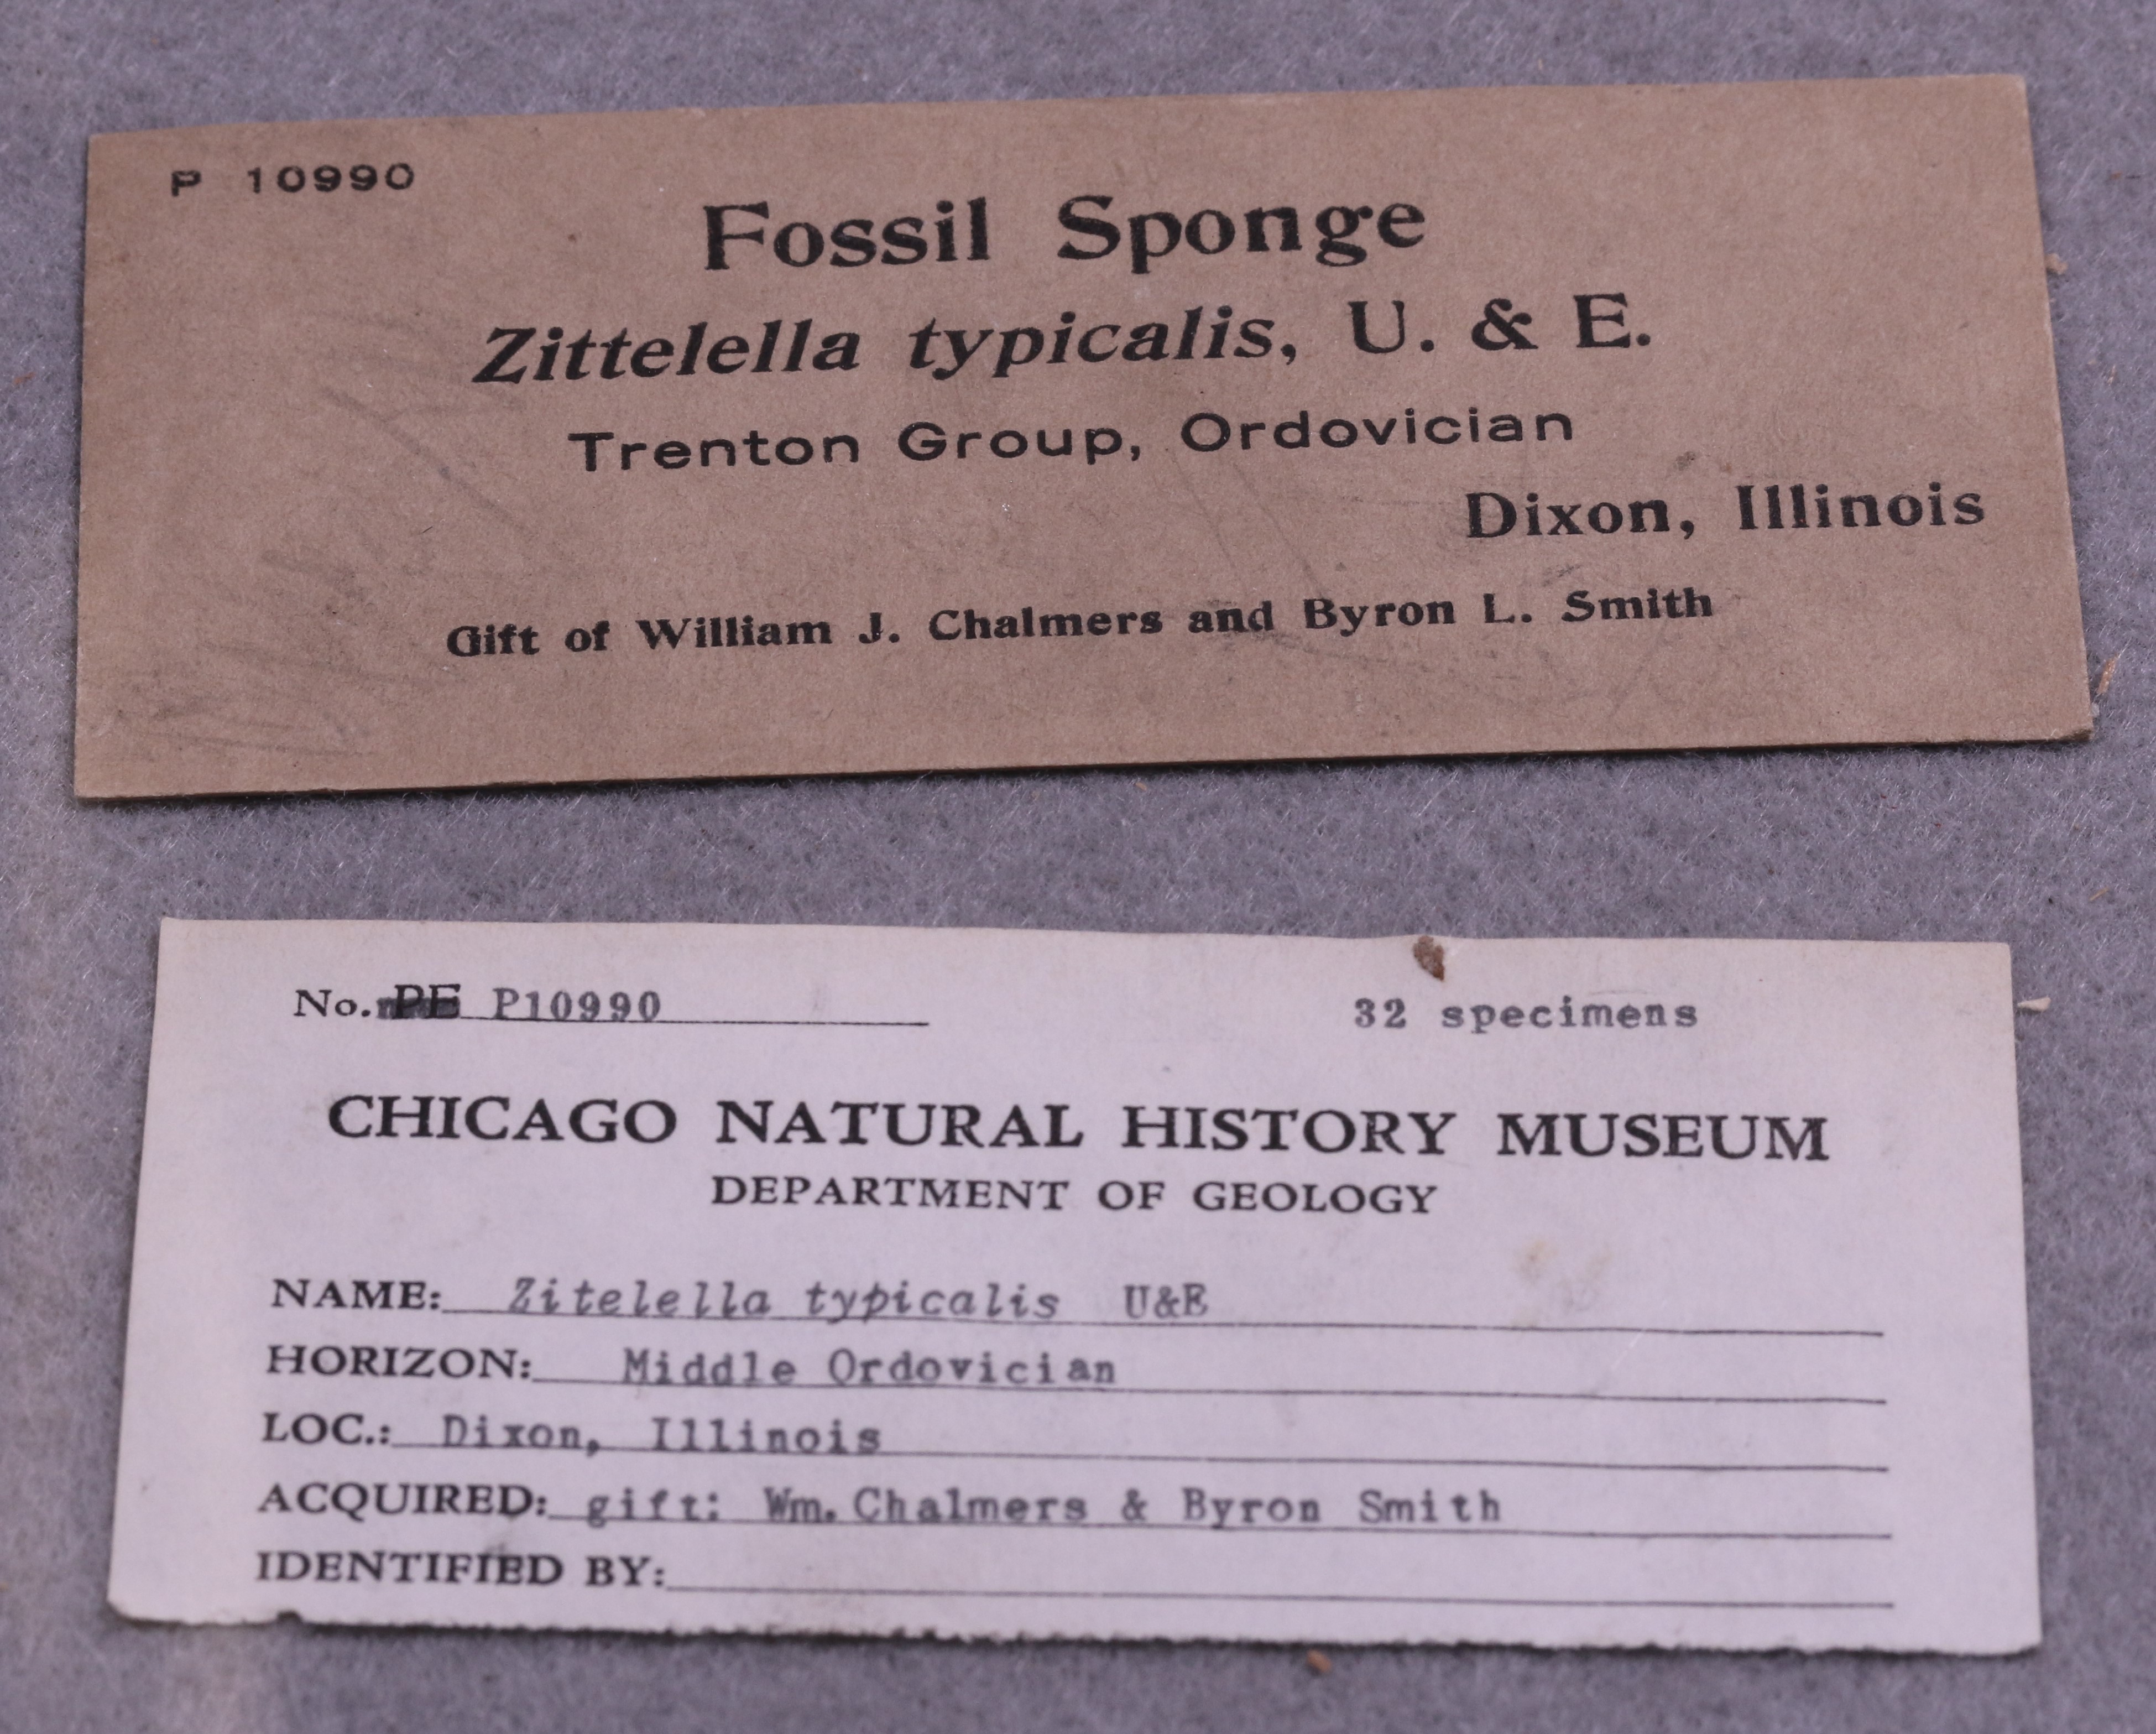 P 10990
Fossil Sponge
Zittelella typicalis, U. & E.
Trenton Group, Ordovician
Dixon, Illinois
Gift of William J. Chalmers and Byron L. Smith
No. PE P10990
32 specimens
CHICAGO NATURAL HISTORY MUSEUM
DEPARTMENT OF GEOLOGY
NAME: Zitelella typicalis U&E
HORIZON: Middle Ordovician
LOC.: Dixon, Illinois
ACQUIRED: gift: Wm. Chalmers & Byron Smith
IDENTIFIED BY: